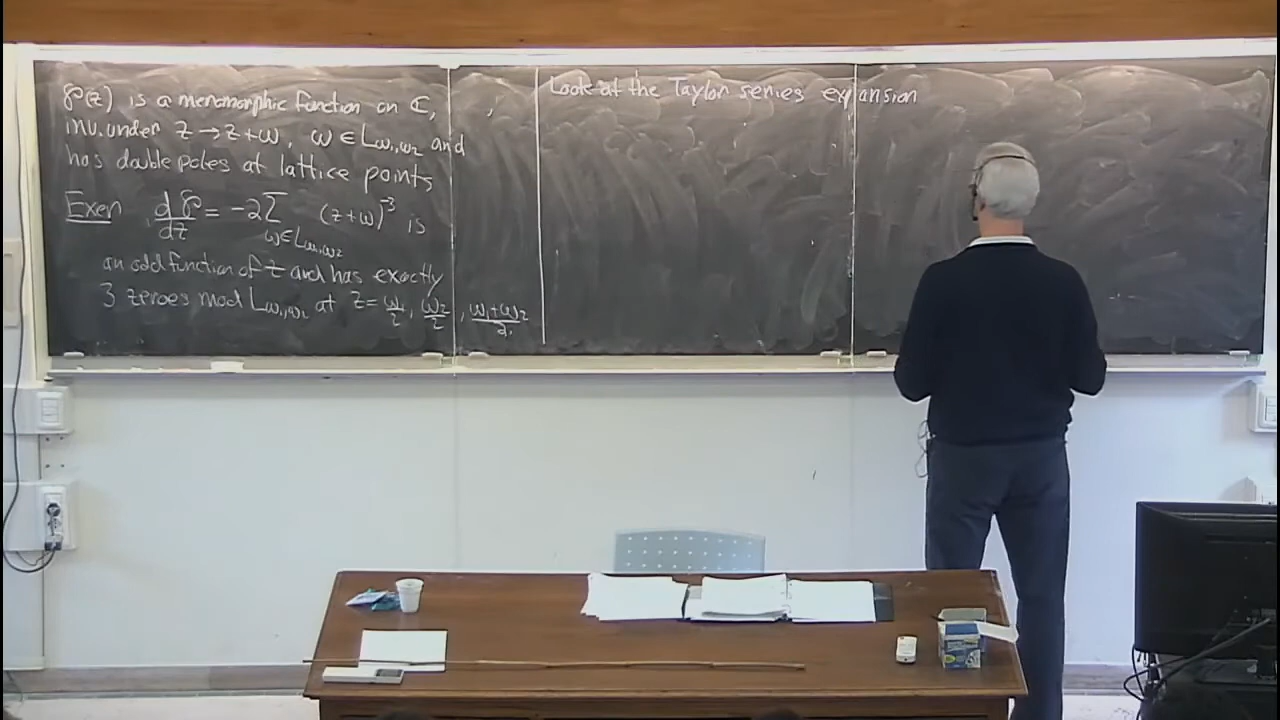 ℘(z) is a meromorphic function on ℂ,
inv. under z → z+ω, ω ∈ L_{ω₁,ω₂} and
has double poles at lattice points
Exer d℘/dz = -2 Σ_{ω∈L_{ω₁,ω₂}} (z+ω)^{-3} is
an odd function of z and has exactly
3 zeroes mod L_{ω₁,ω₂} at z = ω₁/2, ω₂/2, (ω₁+ω₂)/2
Look at the Taylor series expansion